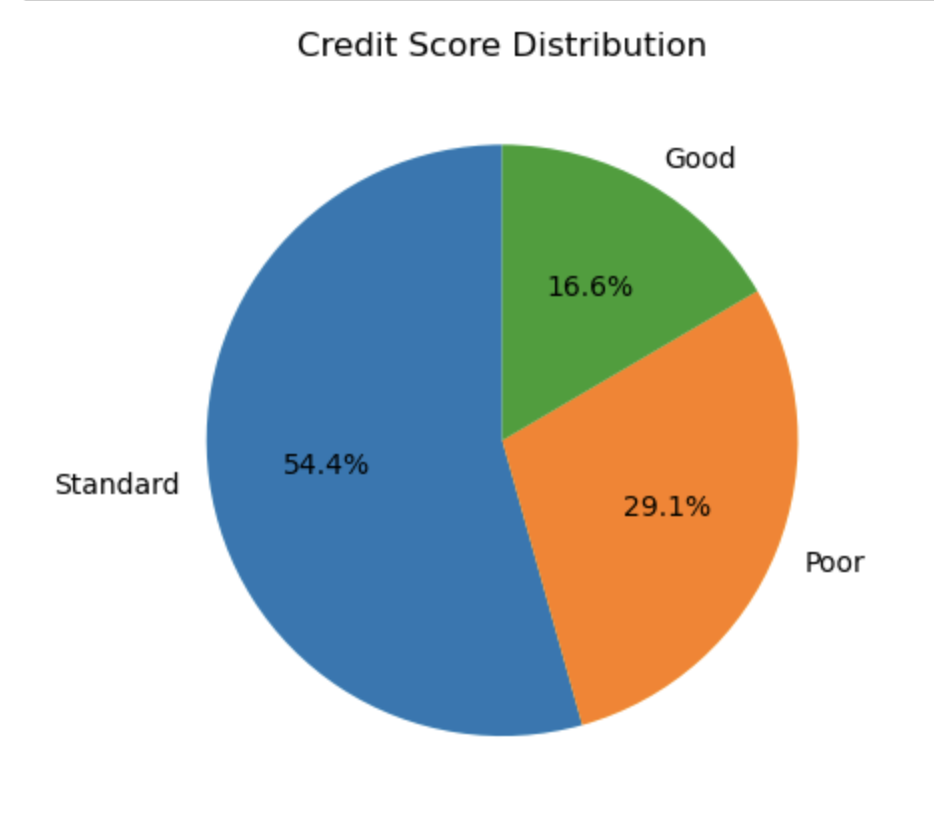 Credit Score Distribution
Good
16.6%
54.4%
Standard
29.1%
Poor